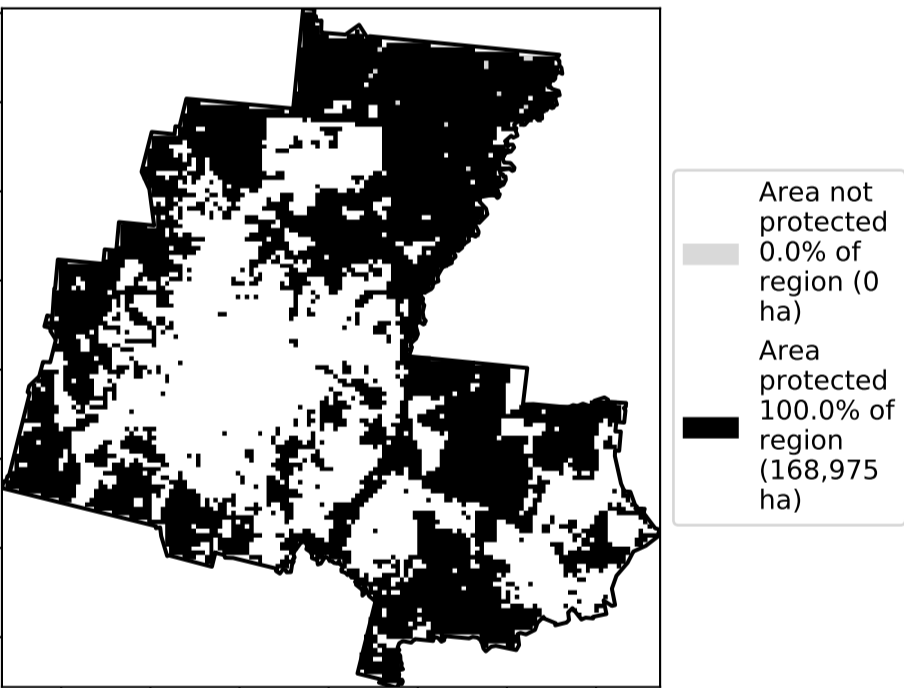 Area not
protected
0.0% of
region (0
ha)
Area
protected
100.0% of
region
(168,975
ha)